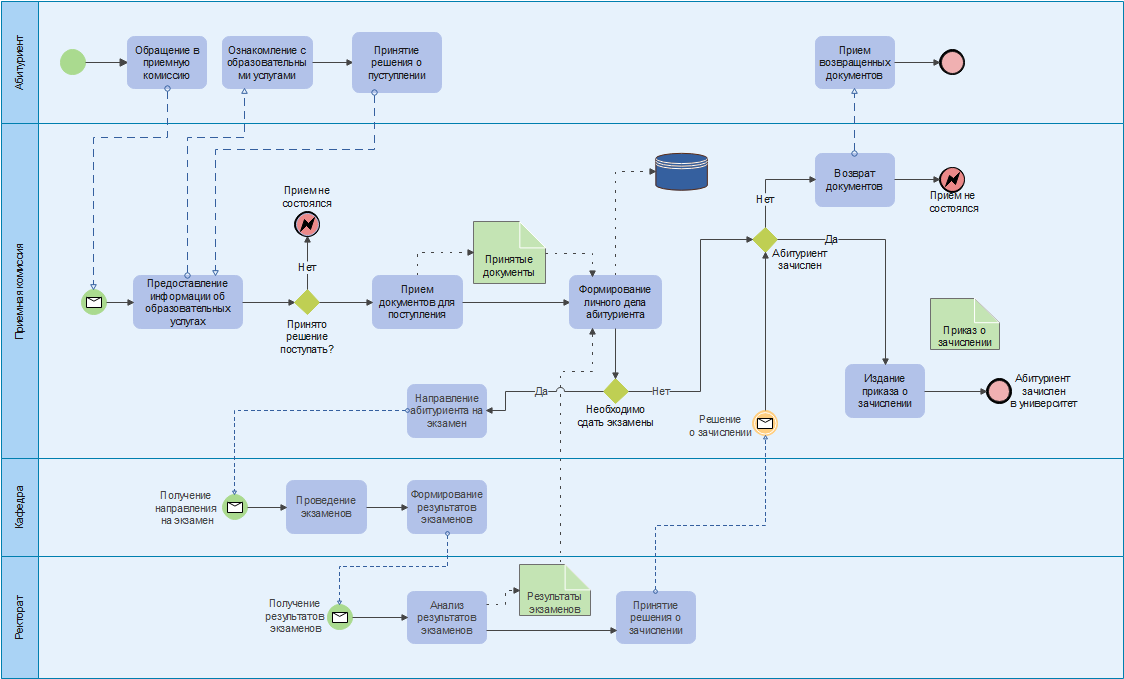 Абитуриент
Обращение в
приемную
комиссию
Ознакомление с
образовательны
ми услугами
Принятие
решения о
пуступлении
Прием
возвращенных
документов
Приемная комиссия
Прием не
состоялся
Нет
Предоставление
информации об
образовательных
услугах
Принято
решение
поступать?
Прием
документов для
поступления
Принятые
документы
Формирование
личного дела
абитуриента
Необходимо
сдать экзамены
Да
Нет
Направление
абитуриента на
экзамен
Нет
Возврат
документов
Прием не
состоялся
Да
Абитуриент
зачислен
Приказ о
зачислении
Издание
приказа о
зачислении
Абитуриент
зачислен
в университет
Решение
о зачислении
Кафедра
Получение
направления
на экзамен
Проведение
экзаменов
Формирование
результатов
экзаменов
Ректорат
Получение
результатов
экзаменов
Анализ
результатов
экзаменов
Результаты
экзаменов
Принятие
решения о
зачислении